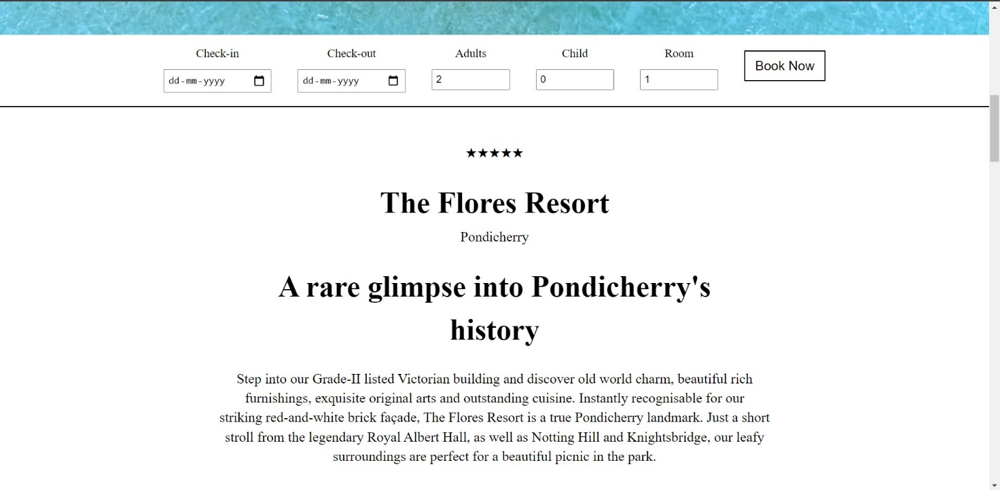 Check-in Check-out Adults Child Room
Book Now
dd-mm-yyyy dd-mm-yyyy 2 0 1
★★★★★
The Flores Resort
Pondicherry
A rare glimpse into Pondicherry's
history
Step into our Grade-II listed Victorian building and discover old world charm, beautiful rich
furnishings, exquisite original arts and outstanding cuisine. Instantly recognisable for our
striking red-and-white brick façade, The Flores Resort is a true Pondicherry landmark. Just a short
stroll from the legendary Royal Albert Hall, as well as Notting Hill and Knightsbridge, our leafy
surroundings are perfect for a beautiful picnic in the park.